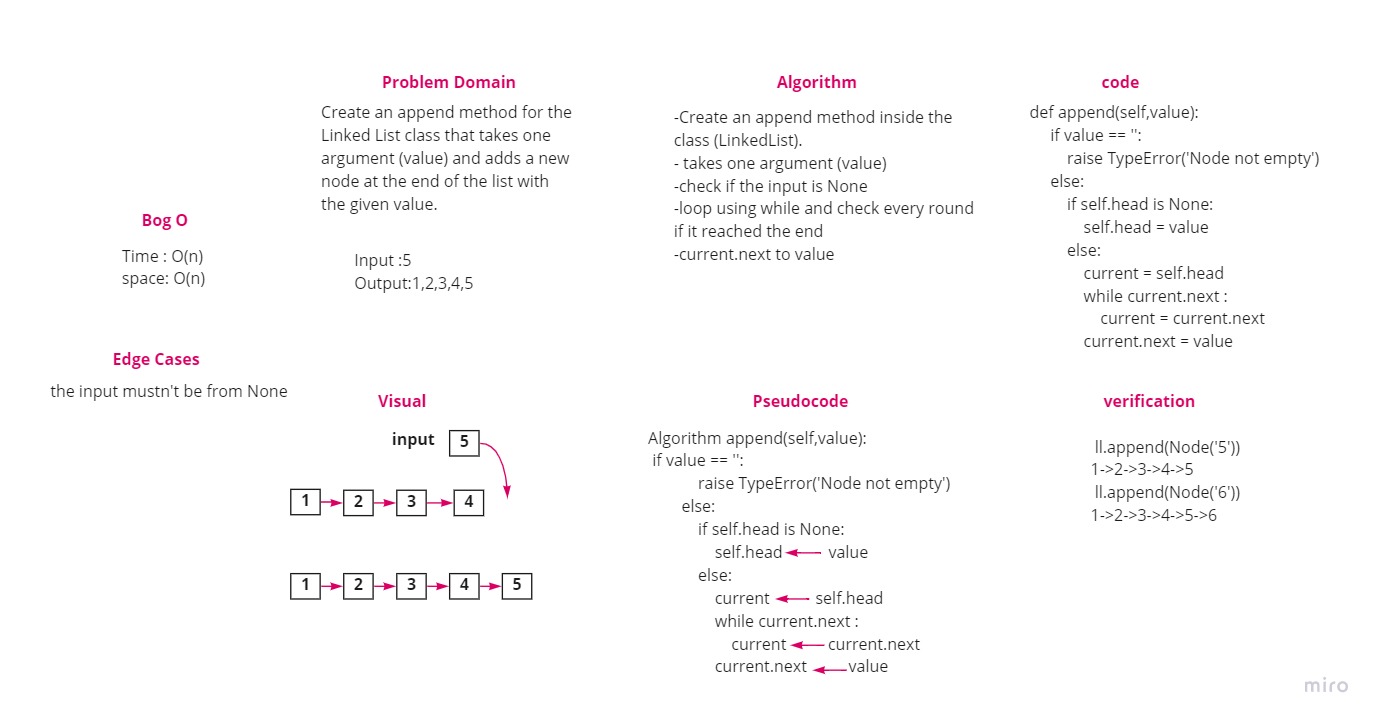 Problem Domain
Create an append method for the
Linked List class that takes one
argument (value) and adds a new
node at the end of the list with
the given value.
Input :5
Output:1,2,3,4,5
Algorithm
-Create an append method inside the
class (LinkedList).
- takes one argument (value)
-check if the input is None
-loop using while and check every round
if it reached the end
-current.next to value
code
def append(self,value):
if value == '':
raise TypeError('Node not empty')
else:
if self.head is None:
self.head = value
else:
current = self.head
while current.next :
current = current.next
current.next = value
Bog O
Time : O(n)
space: O(n)
Edge Cases
the input mustn't be from None
Visual
input 5
1 2 3 4
1 2 3 4 5
Pseudocode
Algorithm append(self,value):
if value == '':
raise TypeError('Node not empty')
else:
if self.head is None:
self.head value
else:
current self.head
while current.next :
current current.next
current.next value
verification
ll.append(Node('5'))
1->2->3->4->5
ll.append(Node('6'))
1->2->3->4->5->6
miro